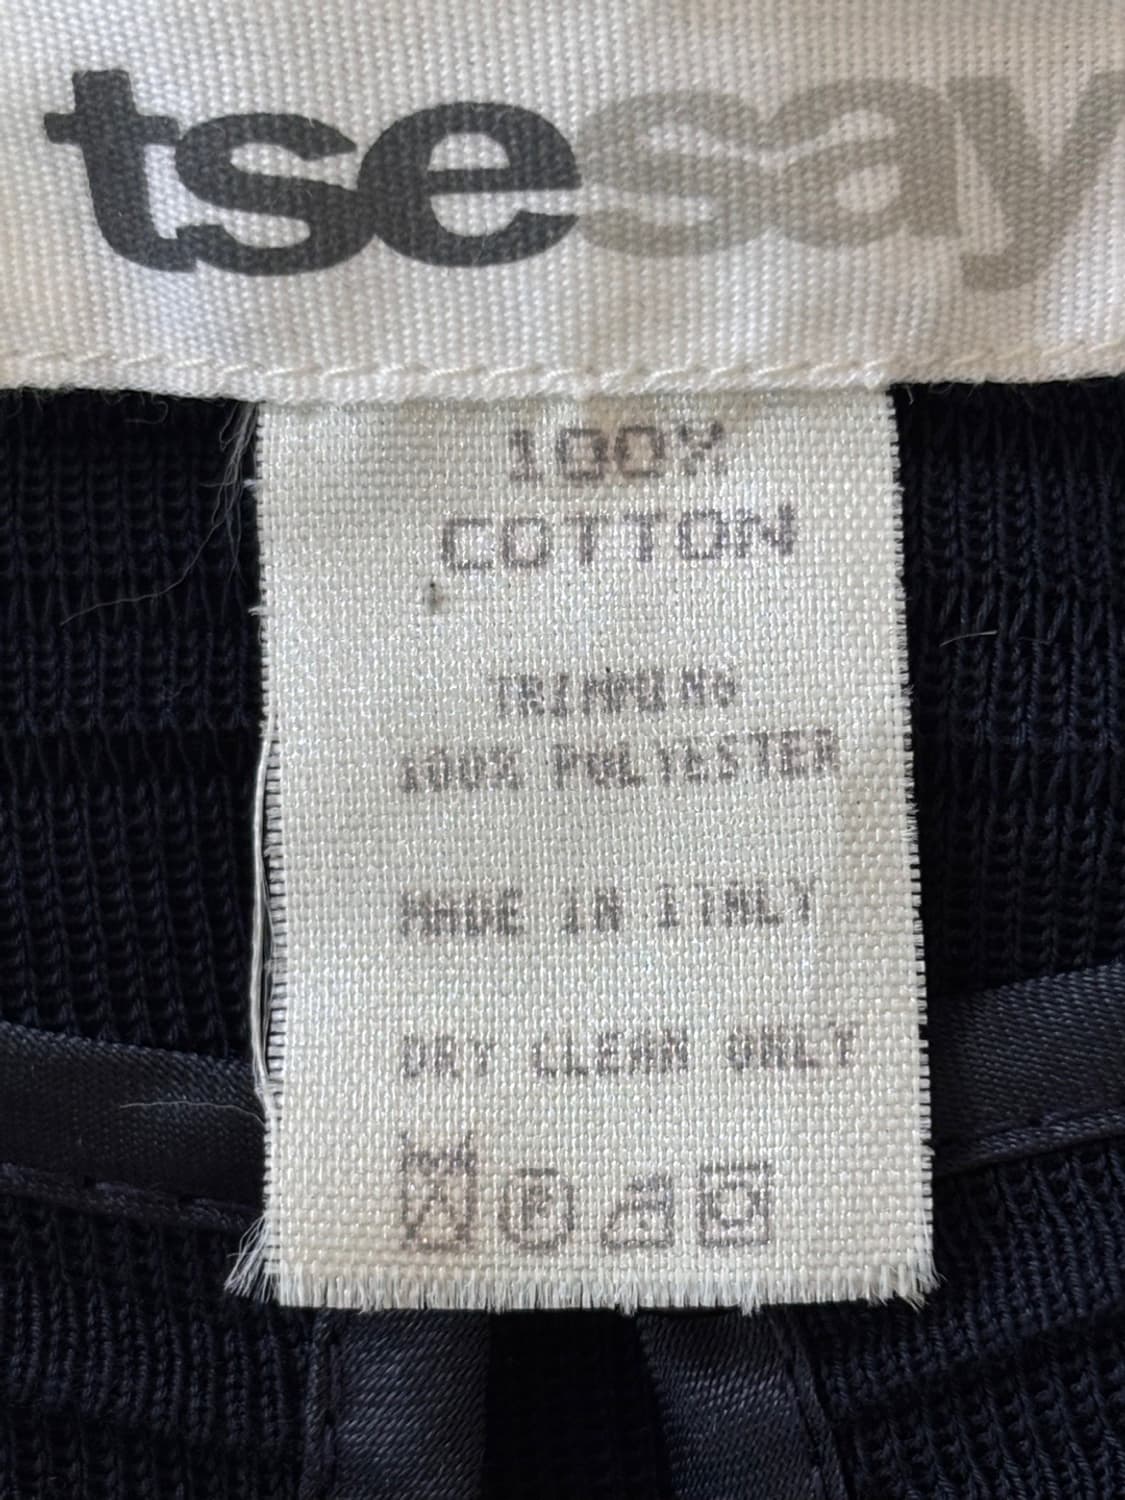 tsesay
100%
COTTON
TRIMMING
100% POLYESTER
MADE IN ITALY
DRY CLEAN ONLY
P